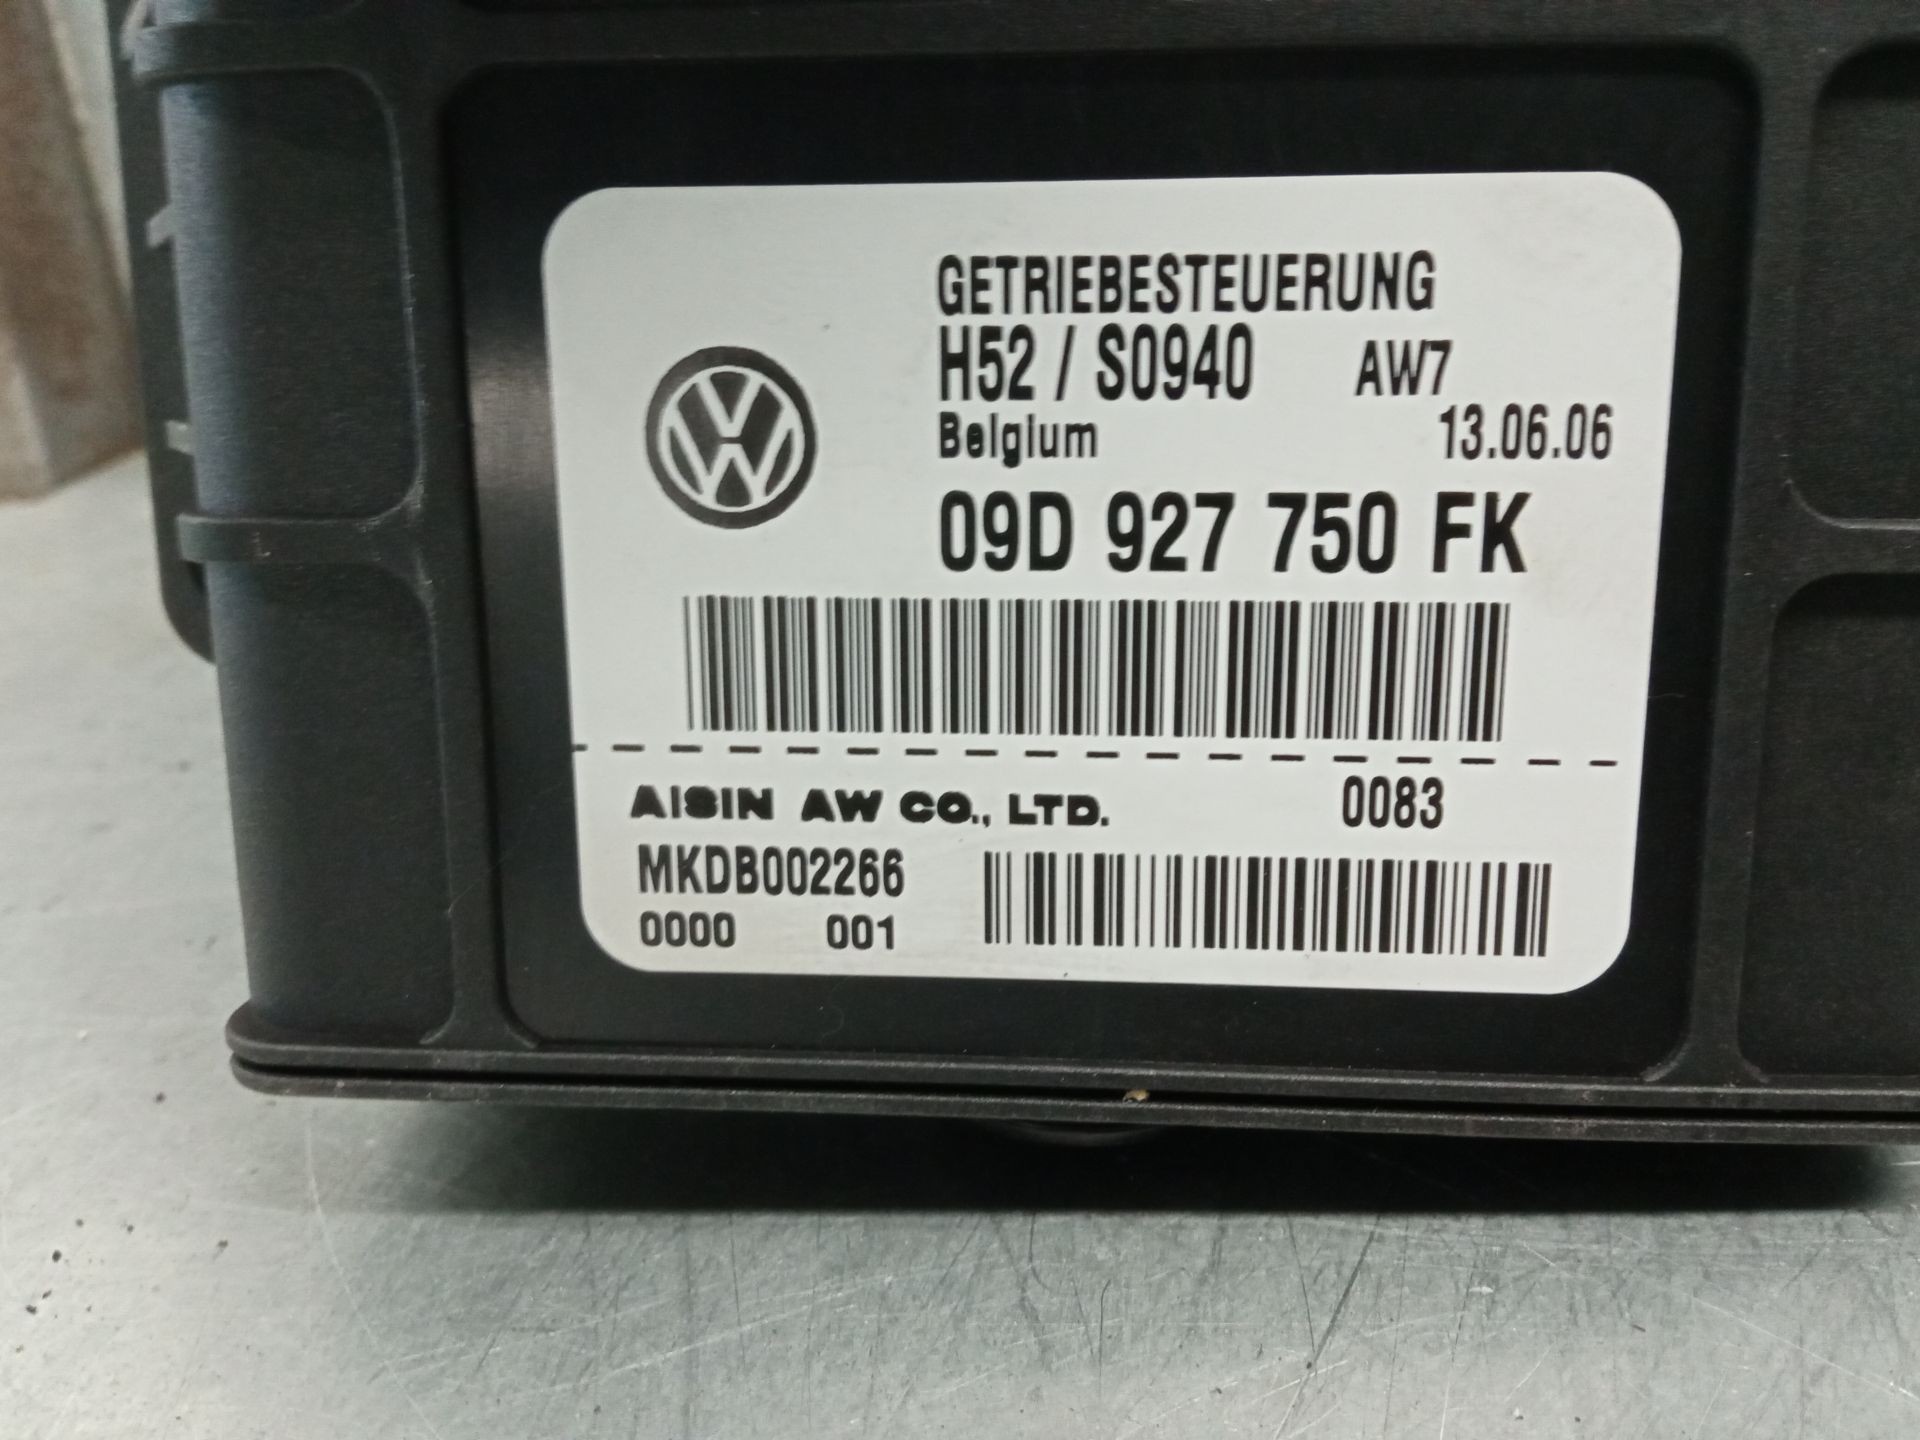 GETRIEBESTEUERUNG
H52 / S0940 AW7
Belgium 13.06.06
09D 927 750 FK
AISIN AW CO., LTD. 0083
MKDB002266
0000 001